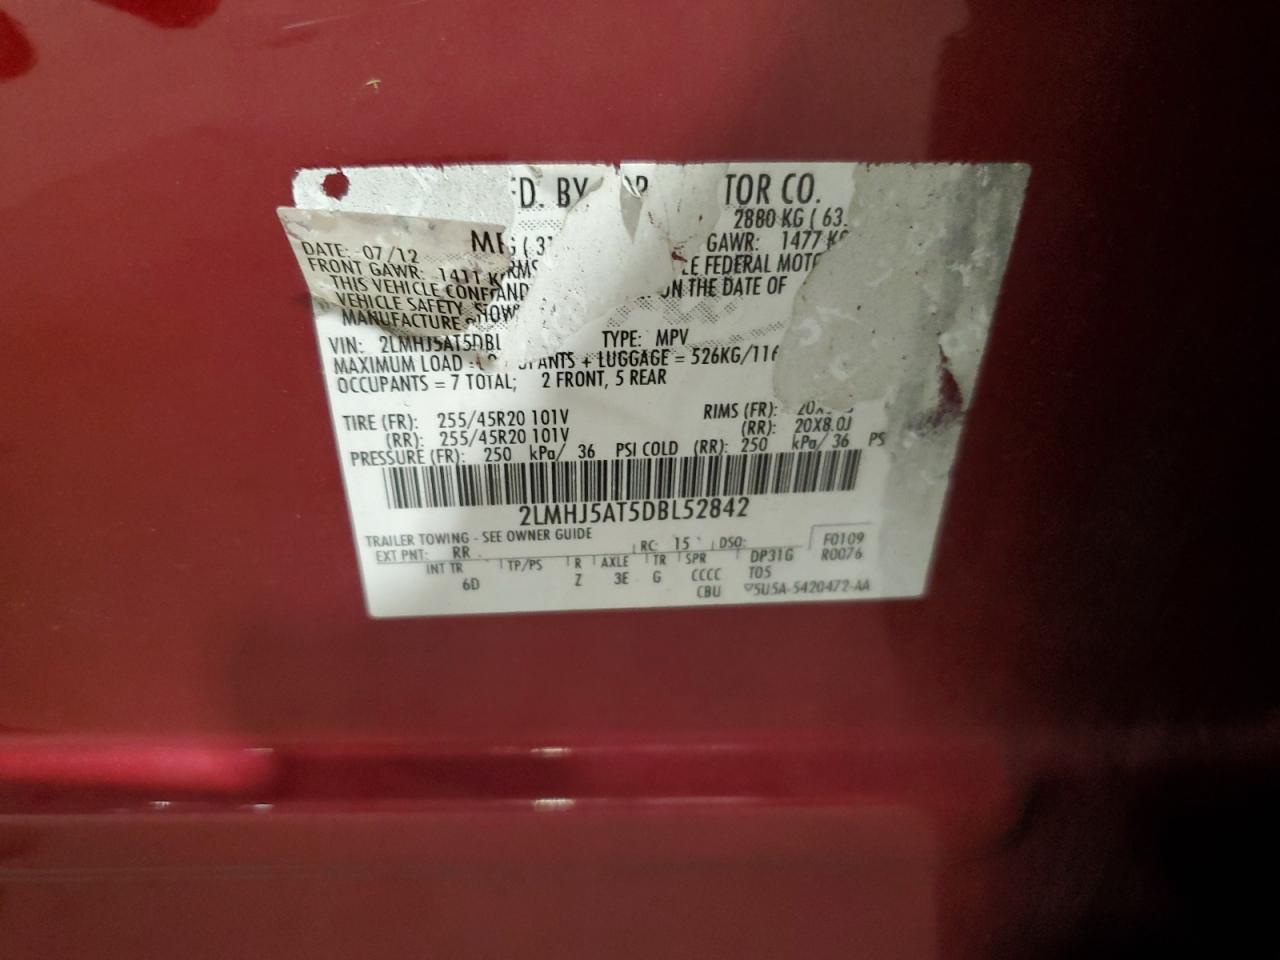 D. BY TOR CO.
2880 KG ( 63
DATE: 07/12 GAWR: 1477
FRONT GAWR: 1411 FEDERAL
THIS VEHICLE ON THE DATE OF
VEHICLE SAFETY
MANUFACTURE
VIN: 2LMHJ5AT5DBL TYPE: MPV
MAXIMUM LOAD = + LUGGAGE = 526KG/116
OCCUPANTS = 7 TOTAL; 2 FRONT, 5 REAR
TIRE (FR): 255/45R20 101V RIMS (FR):
(RR): 255/45R20 101V (RR): 20X8.0J
PRESSURE (FR): 250 kPa/ 36 PSI COLD (RR): 250 kPa/ 36 PS
2LMHJ5AT5DBL52842
TRAILER TOWING - SEE OWNER GUIDE
EXT PNT: RR RC: 15 DSO: F0109
INT TR TP/PS R AXLE TR SPR DP31G R0076
6D Z 3E G CCCC T05
CBU 5U5A-5420472-AA